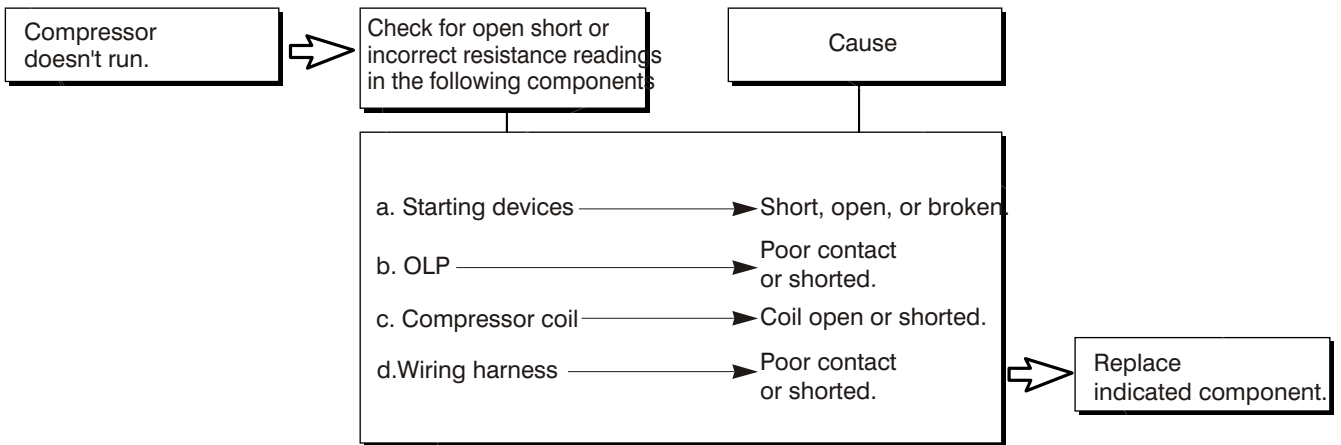 Compressor
doesn't run.
Check for open short or
incorrect resistance readings
in the following components
Cause
a. Starting devices
Short, open, or broken.
b. OLP
Poor contact
or shorted.
c. Compressor coil
Coil open or shorted.
d.Wiring harness
Poor contact
or shorted.
Replace
indicated component.